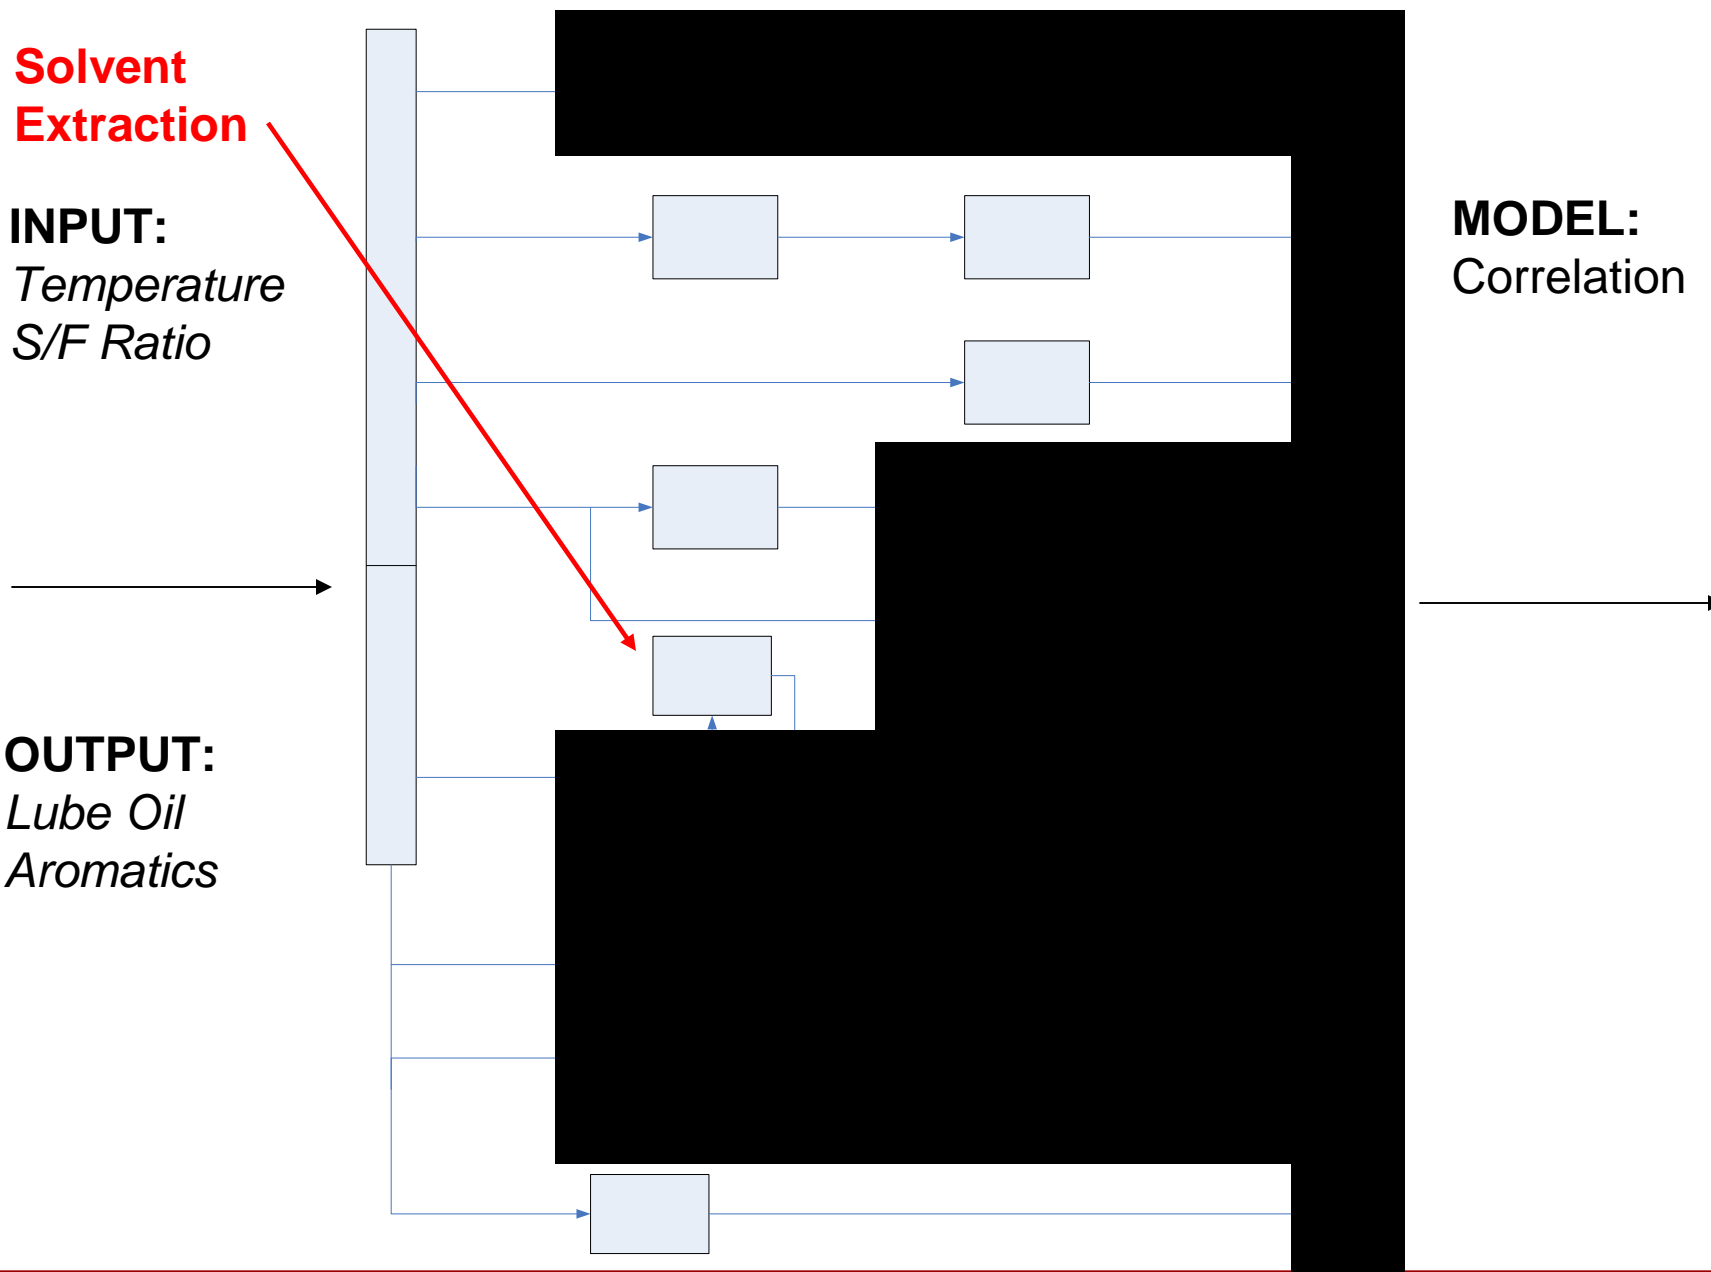 Solvent
Extraction
INPUT:
Temperature
S/F Ratio
MODEL:
Correlation
OUTPUT:
Lube Oil
Aromatics